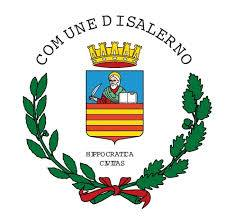 COMUNE DI SALERNO
HIPPOCRATICA
CIVITAS